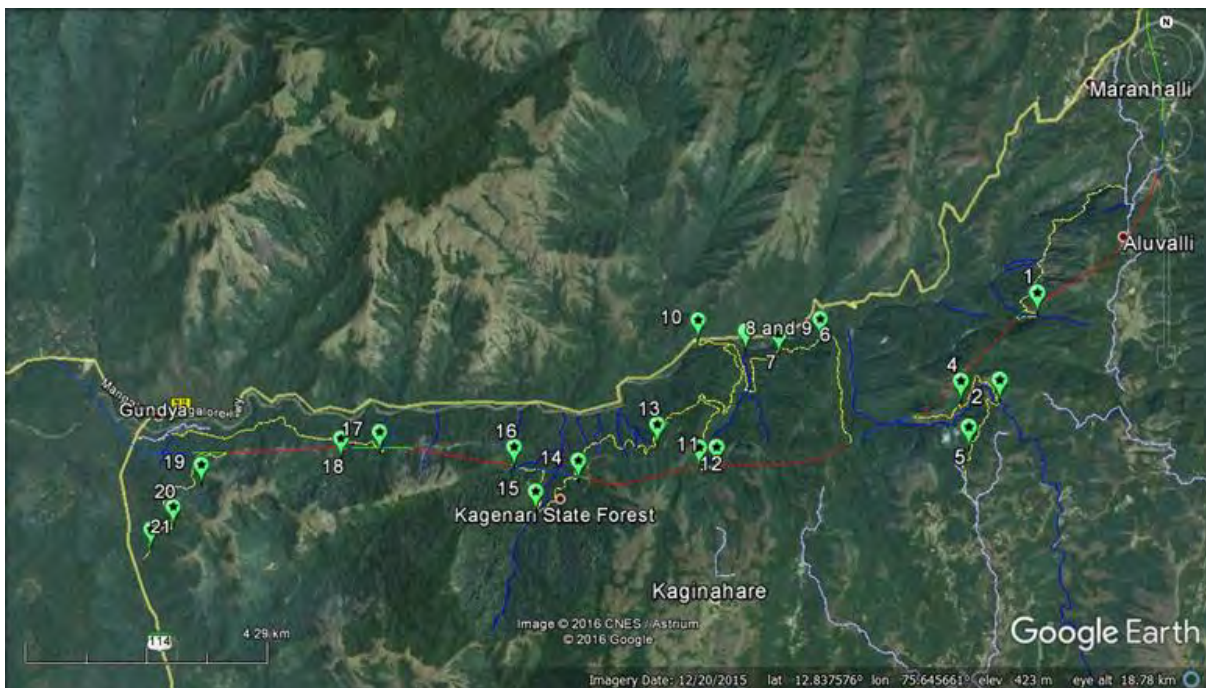 N
Maranhalli
Aluvalli
1
10
8 and 9
6
7
4
2
5
Gundya
13
17
16
11
18
12
14
19
15
20
Kagenari State Forest
21
Kaginahare
114
4.29 km
Image © 2016 CNES / Astrium
© 2016 Google
Google Earth
Imagery Date: 12/20/2015 lat 12.837576° lon 75.645661° elev 423 m eye alt 18.78 km